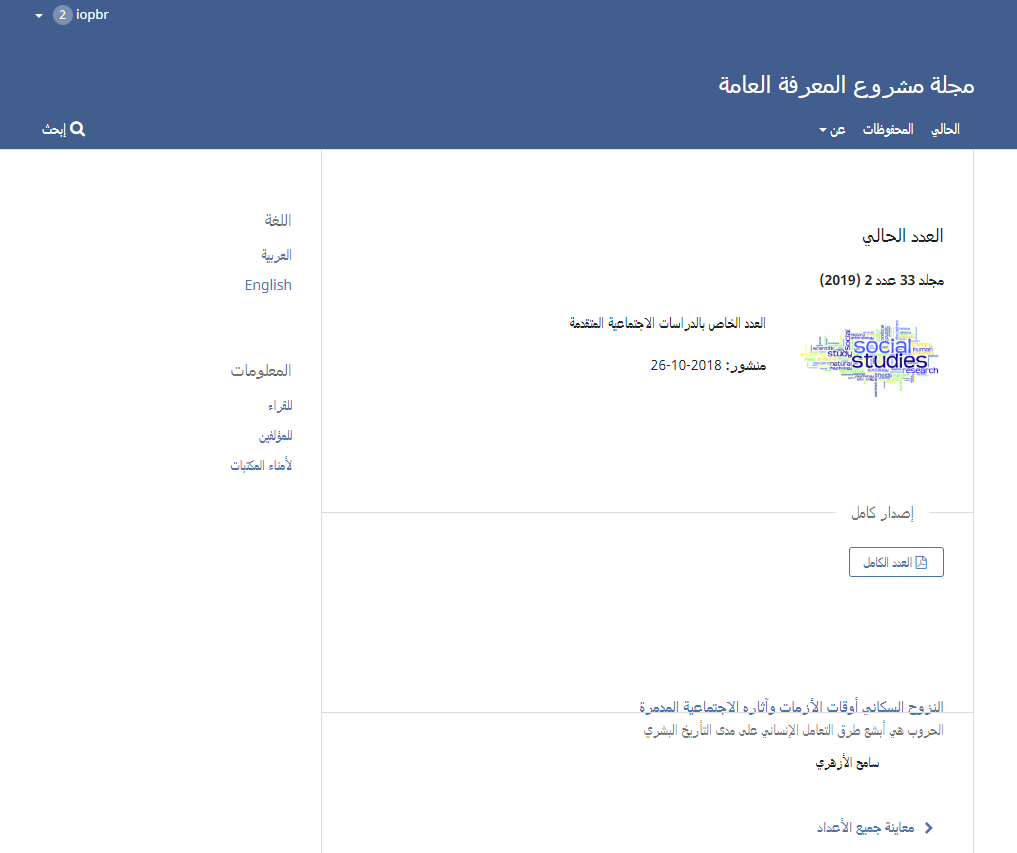 iopbr 2
مجلة مشروع المعرفة العامة
الحالي المحفوظات عن
إبحث
العدد الحالي
مجلد 33 عدد 2 (2019)
social
studies
study
research
human
natural
scientific
العدد الخاص بالدراسات الاجتماعية المتقدمة
منشور: 2018-10-26
إصدار كامل
العدد الكامل
النزوح السكاني أوقات الأزمات وآثاره الاجتماعية المدمرة
الحروب هي أبشع طرق التعامل الإنساني على مدى التأريخ البشري
سامح الأزهري
معاينة جميع الأعداد
اللغة
العربية
English
المعلومات
للقراء
للمؤلفين
لأمناء المكتبات